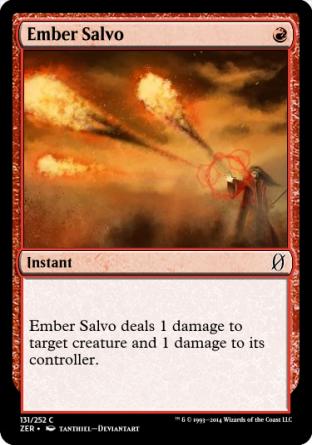 Ember Salvo
Instant
Ember Salvo deals 1 damage to
target creature and 1 damage to its
controller.
131/252 C
™ & © 1993–2014 Wizards of the Coast LLC
ZER • TANTHIEL—DEVIANTART